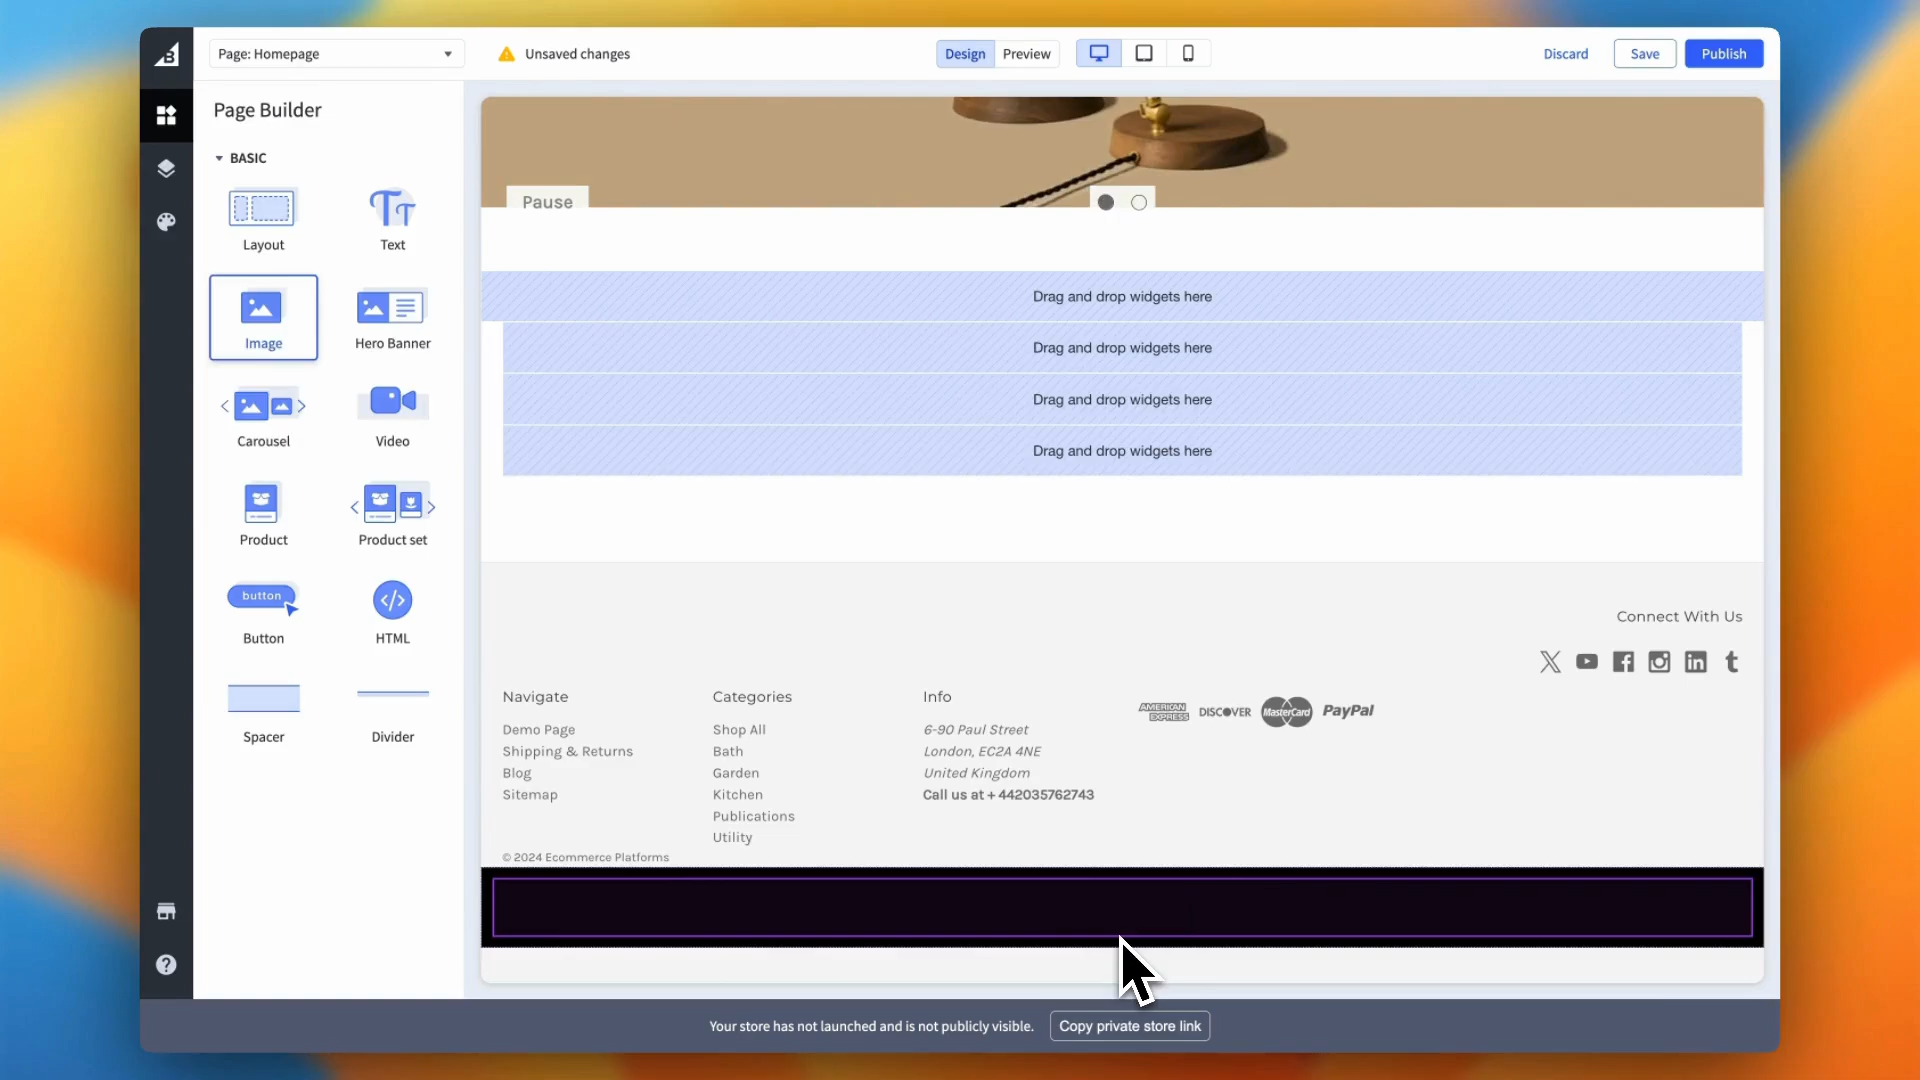 Page: Homepage
Unsaved changes
Design
Preview
Discard
Save
Publish
Page Builder
BASIC
Layout
Text
Image
Hero Banner
Carousel
Video
Product
Product set
button
Button
HTML
Spacer
Divider
Pause
Drag and drop widgets here
Drag and drop widgets here
Drag and drop widgets here
Drag and drop widgets here
Connect With Us
Navigate
Demo Page
Shipping & Returns
Blog
Sitemap
Categories
Shop All
Bath
Garden
Kitchen
Publications
Utility
Info
6-90 Paul Street
London, EC2A 4NE
United Kingdom
Call us at + 442035762743
AMERICAN EXPRESS
DISCOVER
MasterCard
PayPal
© 2024 Ecommerce Platforms
Your store has not launched and is not publicly visible.
Copy private store link